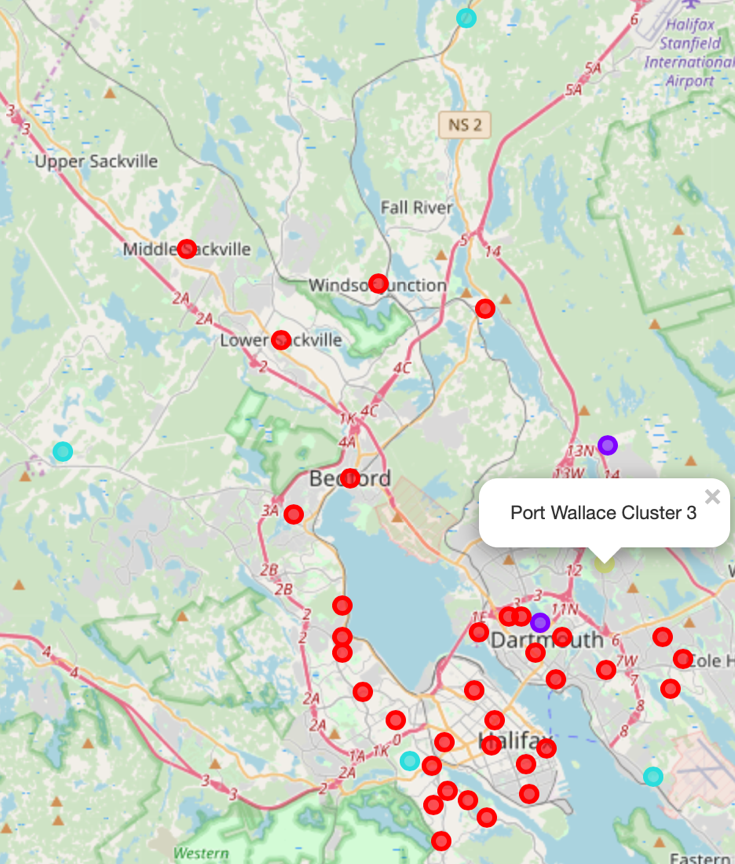 6
Halifax
Stanfield
International
Airport
5A
5A
NS 2
3
3
Upper Sackville
Fall River
5
14
Middle Sackville
Windsor Junction
2A
2A
Lower Sackville
2
4C
1K
4C
4A
13N
Bedford
13W
14
3A
Port Wallace Cluster 3
×
2B
2B
12
3
11N
2
1F
Dartmouth
6
2
4
4
7W
Cole H
7
2A
8
2A
8
0
Halifax
1A
1K
2A
2
3
3
Western
Eastern